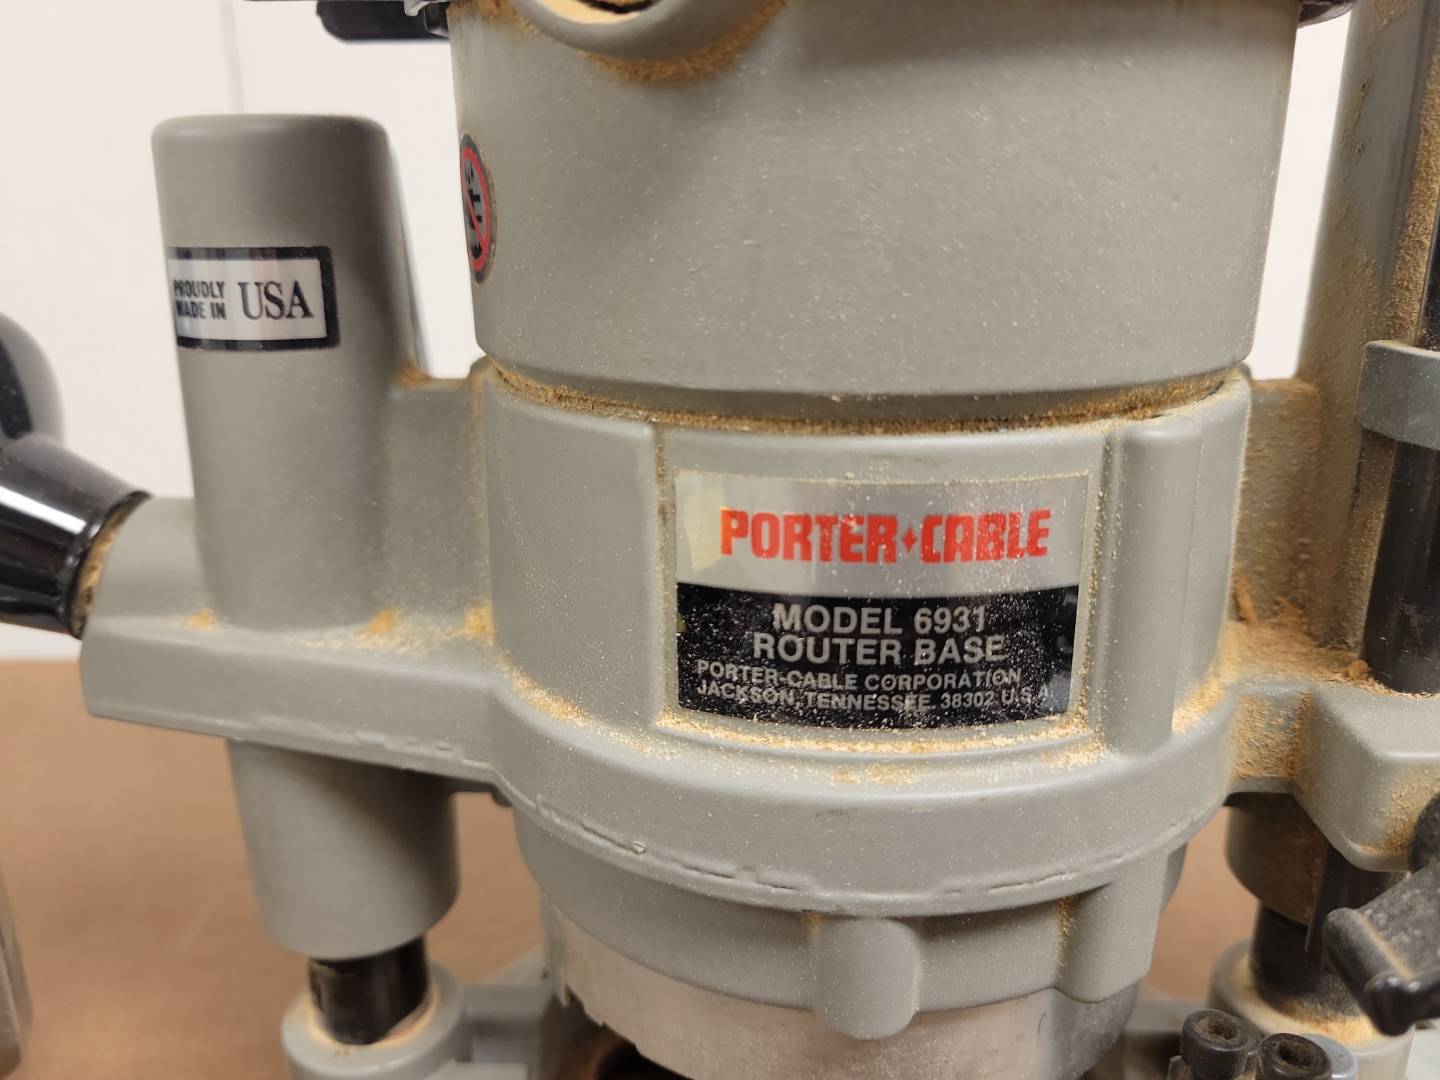 PROUDLY
MADE IN USA
PORTER✦CABLE
MODEL 6931
ROUTER BASE
PORTER-CABLE CORPORATION
JACKSON, TENNESSEE 38302 U.S.A.